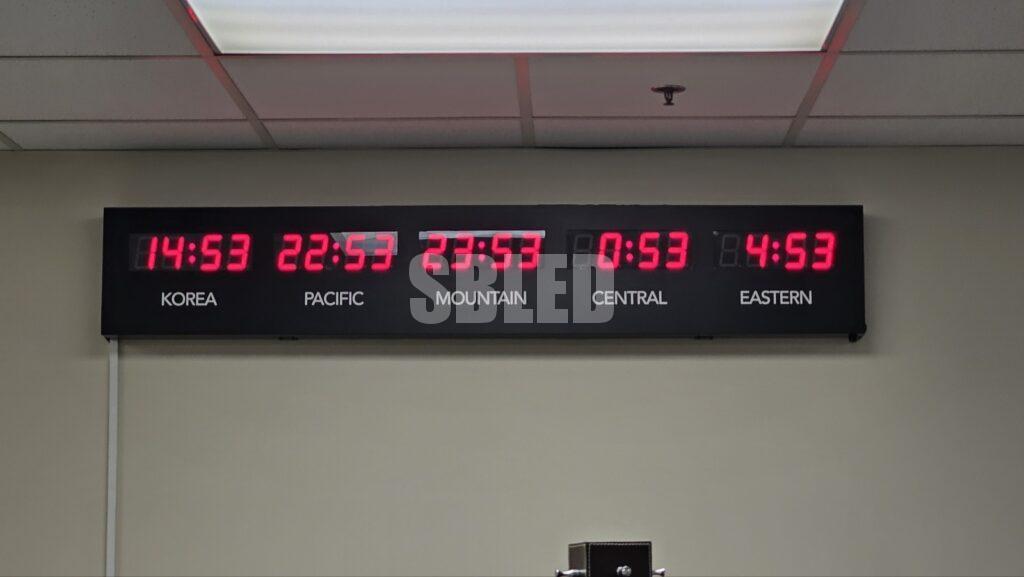 14:53 22:53 23:53 0:53 4:53
KOREA PACIFIC MOUNTAIN CENTRAL EASTERN
SBLED